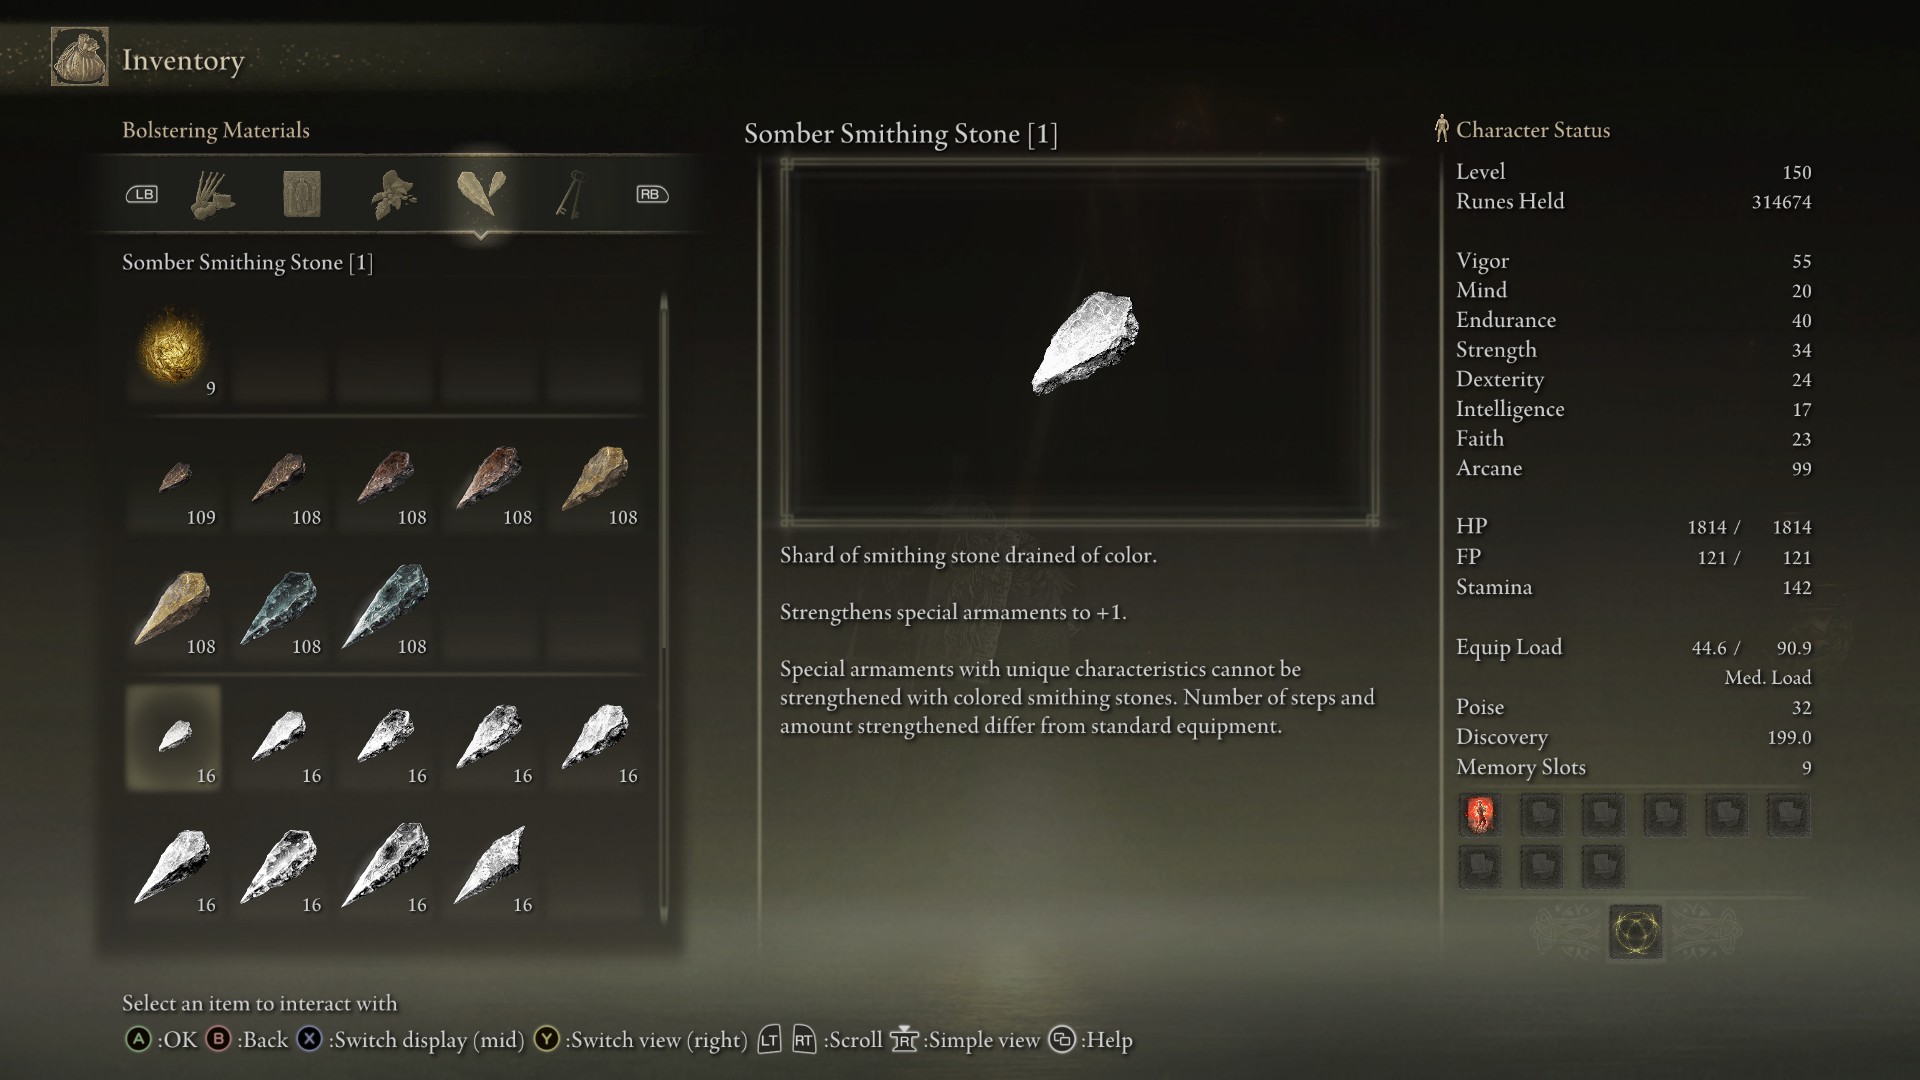 Inventory
Bolstering Materials
LB
RB
Somber Smithing Stone [1]
9
109 108 108 108 108
108 108 108
16 16 16 16 16
16 16 16 16
Somber Smithing Stone [1]
Shard of smithing stone drained of color.
Strengthens special armaments to +1.
Special armaments with unique characteristics cannot be
strengthened with colored smithing stones. Number of steps and
amount strengthened differ from standard equipment.
Character Status
Level 150
Runes Held 314674
Vigor 55
Mind 20
Endurance 40
Strength 34
Dexterity 24
Intelligence 17
Faith 23
Arcane 99
HP 1814 / 1814
FP 121 / 121
Stamina 142
Equip Load 44.6 / 90.9
Med. Load
Poise 32
Discovery 199.0
Memory Slots 9
Select an item to interact with
A :OK B :Back X :Switch display (mid) Y :Switch view (right) LT RT :Scroll R :Simple view :Help